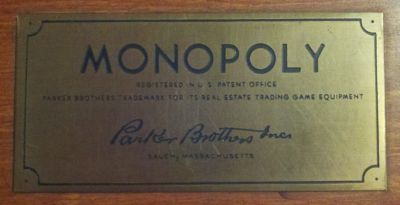 MONOPOLY
REGISTERED IN U.S. PATENT OFFICE
PARKER BROTHERS TRADEMARK FOR ITS REAL ESTATE TRADING GAME EQUIPMENT
Parker Brothers Inc
SALEM, MASSACHUSETTS